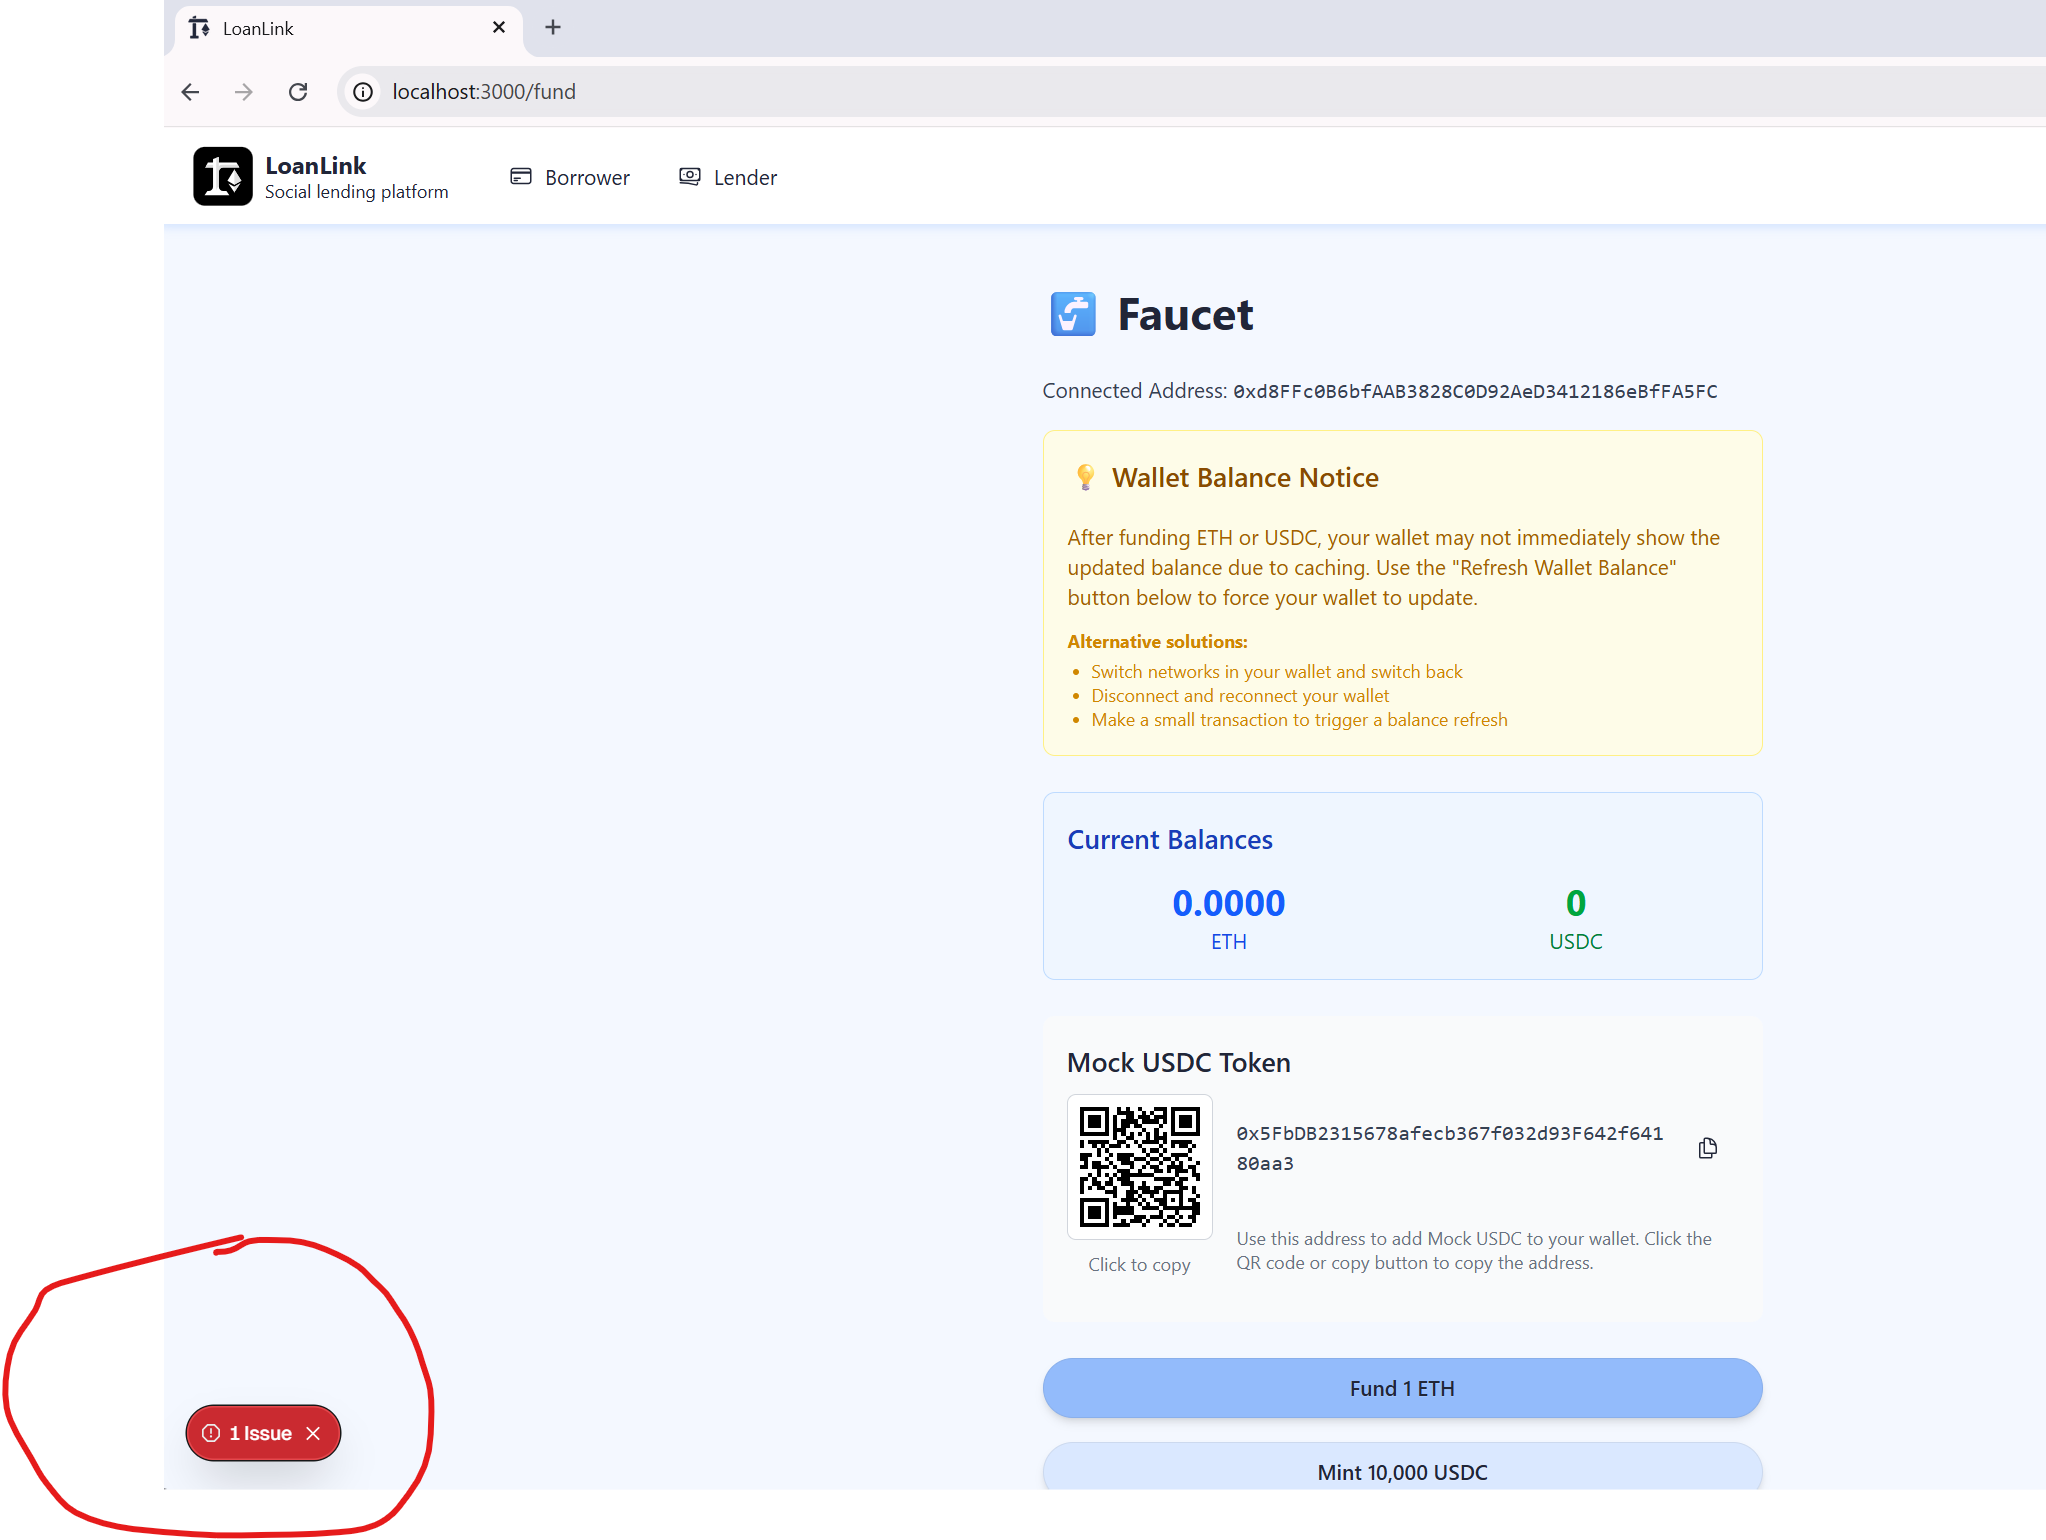 LoanLink
localhost:3000/fund
LoanLink
Social lending platform
Borrower
Lender
Faucet
Connected Address: 0xd8FFc0B6bfAAB3828C0D92AeD3412186eBfFA5FC
Wallet Balance Notice
After funding ETH or USDC, your wallet may not immediately show the
updated balance due to caching. Use the "Refresh Wallet Balance"
button below to force your wallet to update.
Alternative solutions:
• Switch networks in your wallet and switch back
• Disconnect and reconnect your wallet
• Make a small transaction to trigger a balance refresh
Current Balances
0.0000
ETH
0
USDC
Mock USDC Token
0x5FbDB2315678afecb367f032d93F642f641
80aa3
Use this address to add Mock USDC to your wallet. Click the
QR code or copy button to copy the address.
Click to copy
Fund 1 ETH
1 Issue
Mint 10,000 USDC